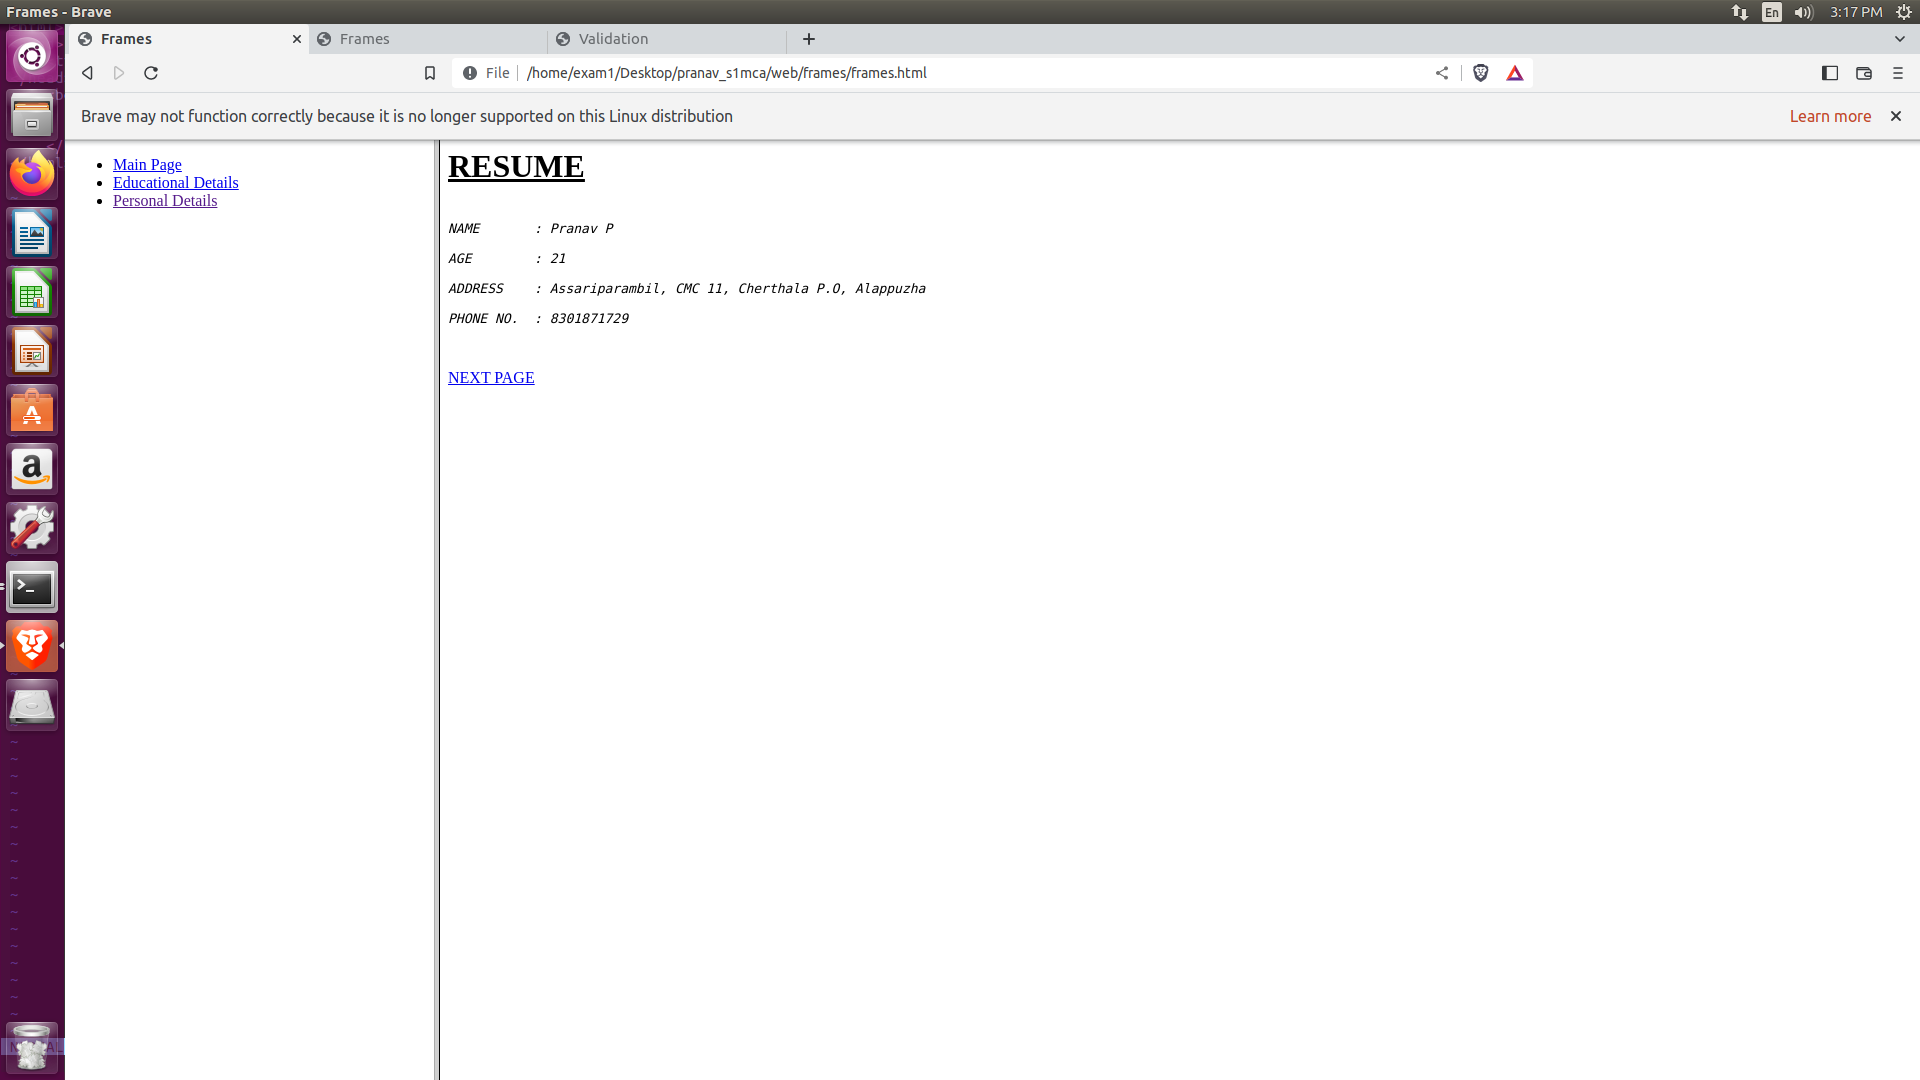 Frames - Brave
En
3:17 PM
Frames
Frames
Validation
File
/home/exam1/Desktop/pranav_s1mca/web/frames/frames.html
Brave may not function correctly because it is no longer supported on this Linux distribution
Learn more
Main Page
Educational Details
Personal Details
RESUME
NAME : Pranav P
AGE : 21
ADDRESS : Assariparambil, CMC 11, Cherthala P.O, Alappuzha
PHONE NO. : 8301871729
NEXT PAGE